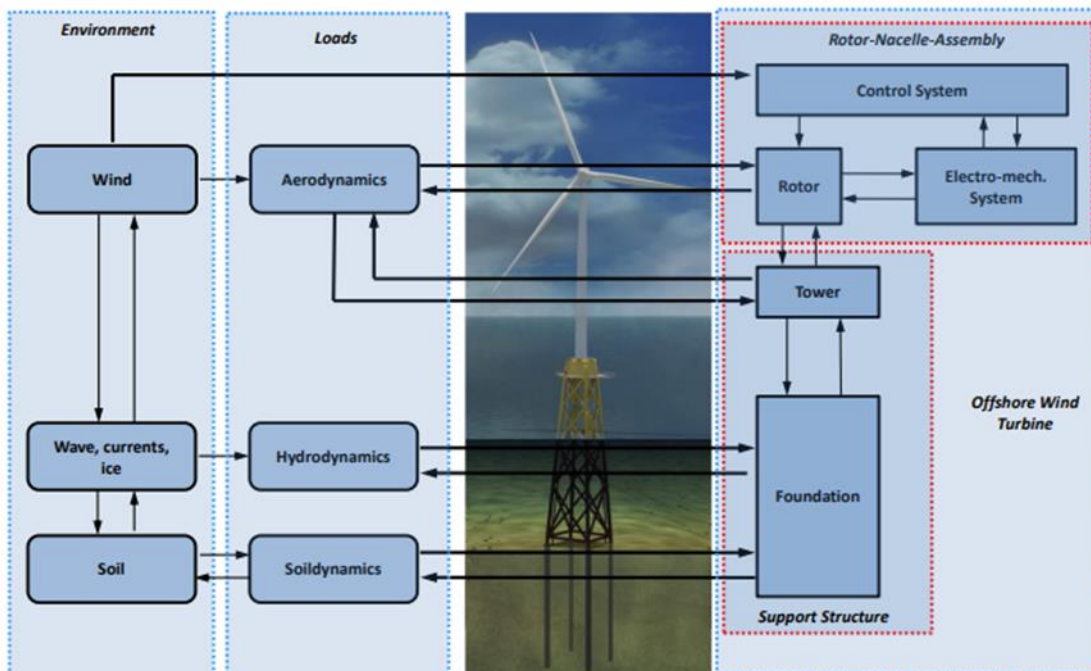 Environment
Loads
Rotor-Nacelle-Assembly
Control System
Wind
Aerodynamics
Rotor
Electro-mech.
System
Tower
Offshore Wind
Turbine
Wave, currents,
ice
Hydrodynamics
Foundation
Soil
Soildynamics
Support Structure